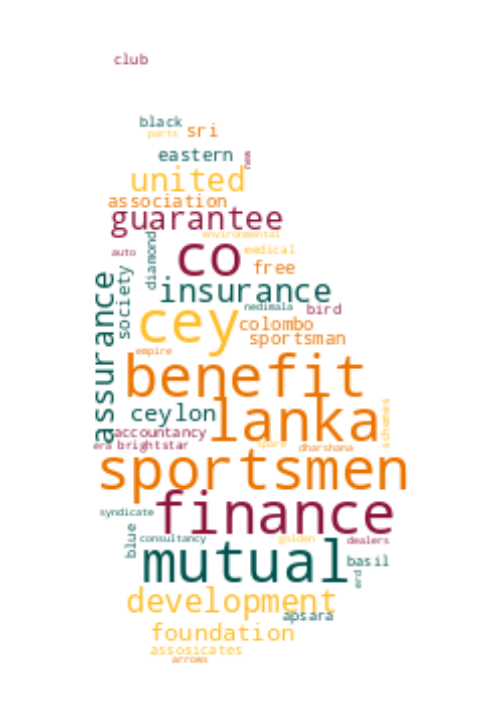 club
black
parts sri
eastern new
united
association
guarantee
environmental
co medical
auto diamond free
society insurance
assurance nedimala bird
cey colombo
sportsman
empire
benefit
ceylon lanka schemes
accountancy
era brightstar spare dharshana
sportsmen
syndicate finance
blue consultancy golden dealers
mutual basil
erd
development
apsara
foundation
assosicates
arrows